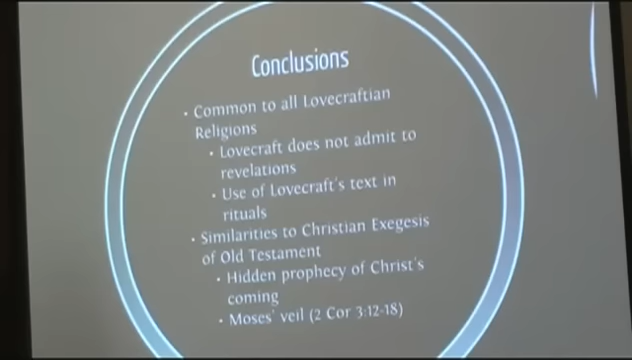 Conclusions
• Common to all Lovecraftian
Religions
• Lovecraft does not admit to
revelations
• Use of Lovecraft's text in
rituals
• Similarities to Christian Exegesis
of Old Testament
• Hidden prophecy of Christ's
coming
• Moses' veil (2 Cor 3:12-18)